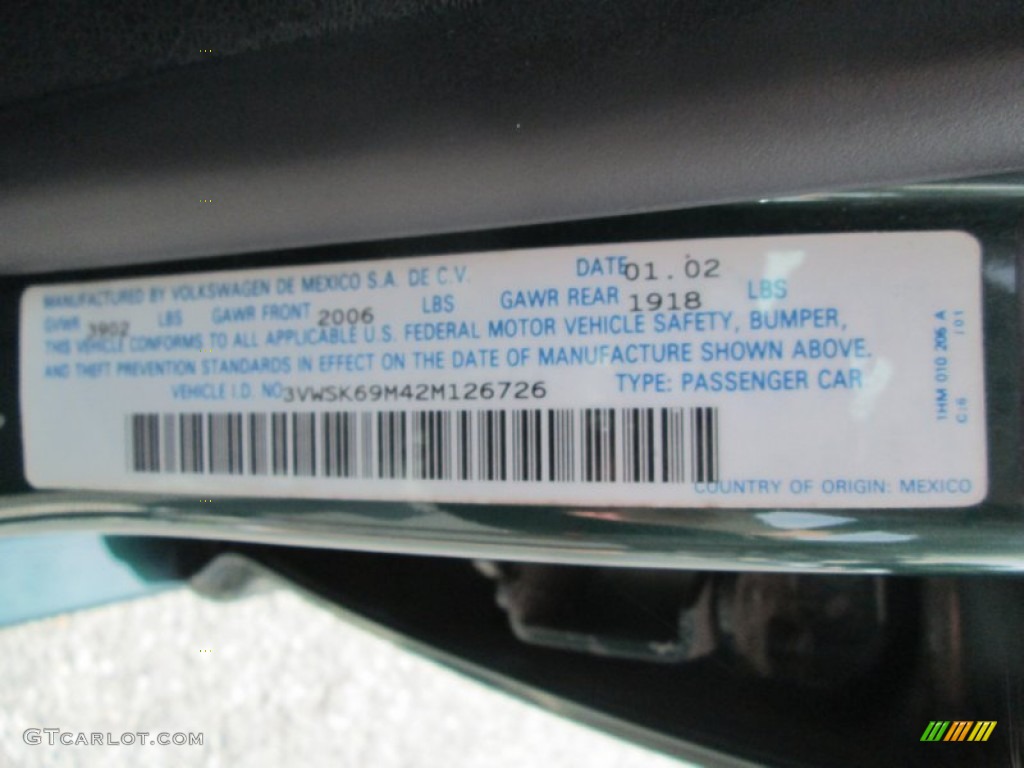 MANUFACTURED BY VOLKSWAGEN DE MEXICO S.A. DE C.V. DATE 01.02
GVWR 3902 LBS GAWR FRONT 2006 LBS GAWR REAR 1918 LBS
THIS VEHICLE CONFORMS TO ALL APPLICABLE U.S. FEDERAL MOTOR VEHICLE SAFETY, BUMPER,
AND THEFT PREVENTION STANDARDS IN EFFECT ON THE DATE OF MANUFACTURE SHOWN ABOVE.
VEHICLE I.D. NO 3VWSK69M42M126726 TYPE: PASSENGER CAR
COUNTRY OF ORIGIN: MEXICO
1HM 010 206 A
C:6 /01
GTCARLOT.COM